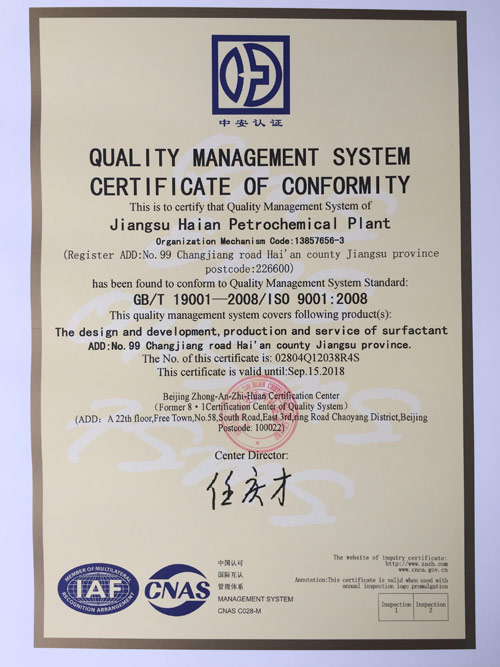 中安认证
QUALITY MANAGEMENT SYSTEM
CERTIFICATE OF CONFORMITY
This is to certify that Quality Management System of
Jiangsu Haian Petrochemical Plant
Organization Mechanism Code:13857656-3
(Register ADD:No.99 Changjiang road Hai'an county Jiangsu province
postcode:226600)
has been found to conform to Quality Management System Standard:
GB/T 19001—2008/ISO 9001:2008
This quality management system covers following product(s):
The design and development,production and service of surfactant
ADD:No.99 Changjiang road Hai'an county Jiangsu province.
The No. of this certificate is: 02804Q12038R4S
This certificate is valid until:Sep.15.2018
Beijing Zhong-An-Zhi-Huan Certification Center
(Former 8·1Certification Center of Quality System)
(ADD: A 22th floor,Free Town,No.58,South Road,East 3rd,ring Road Chaoyang District,Beijing
Postcode: 100022)
Center Director:
任庆才
MEMBER OF MULTILATERAL
IAF
RECOGNITION ARRANGEMENT
CNAS
中国认可
国际互认
管理体系
MANAGEMENT SYSTEM
CNAS C028-M
The website of inquiry certificate:
http://www.zazh.com
www.cnca.gov.cn
Annotation:This certificate is valid when used with
annual inspection logo promulgation
Inspection
1
Inspection
2